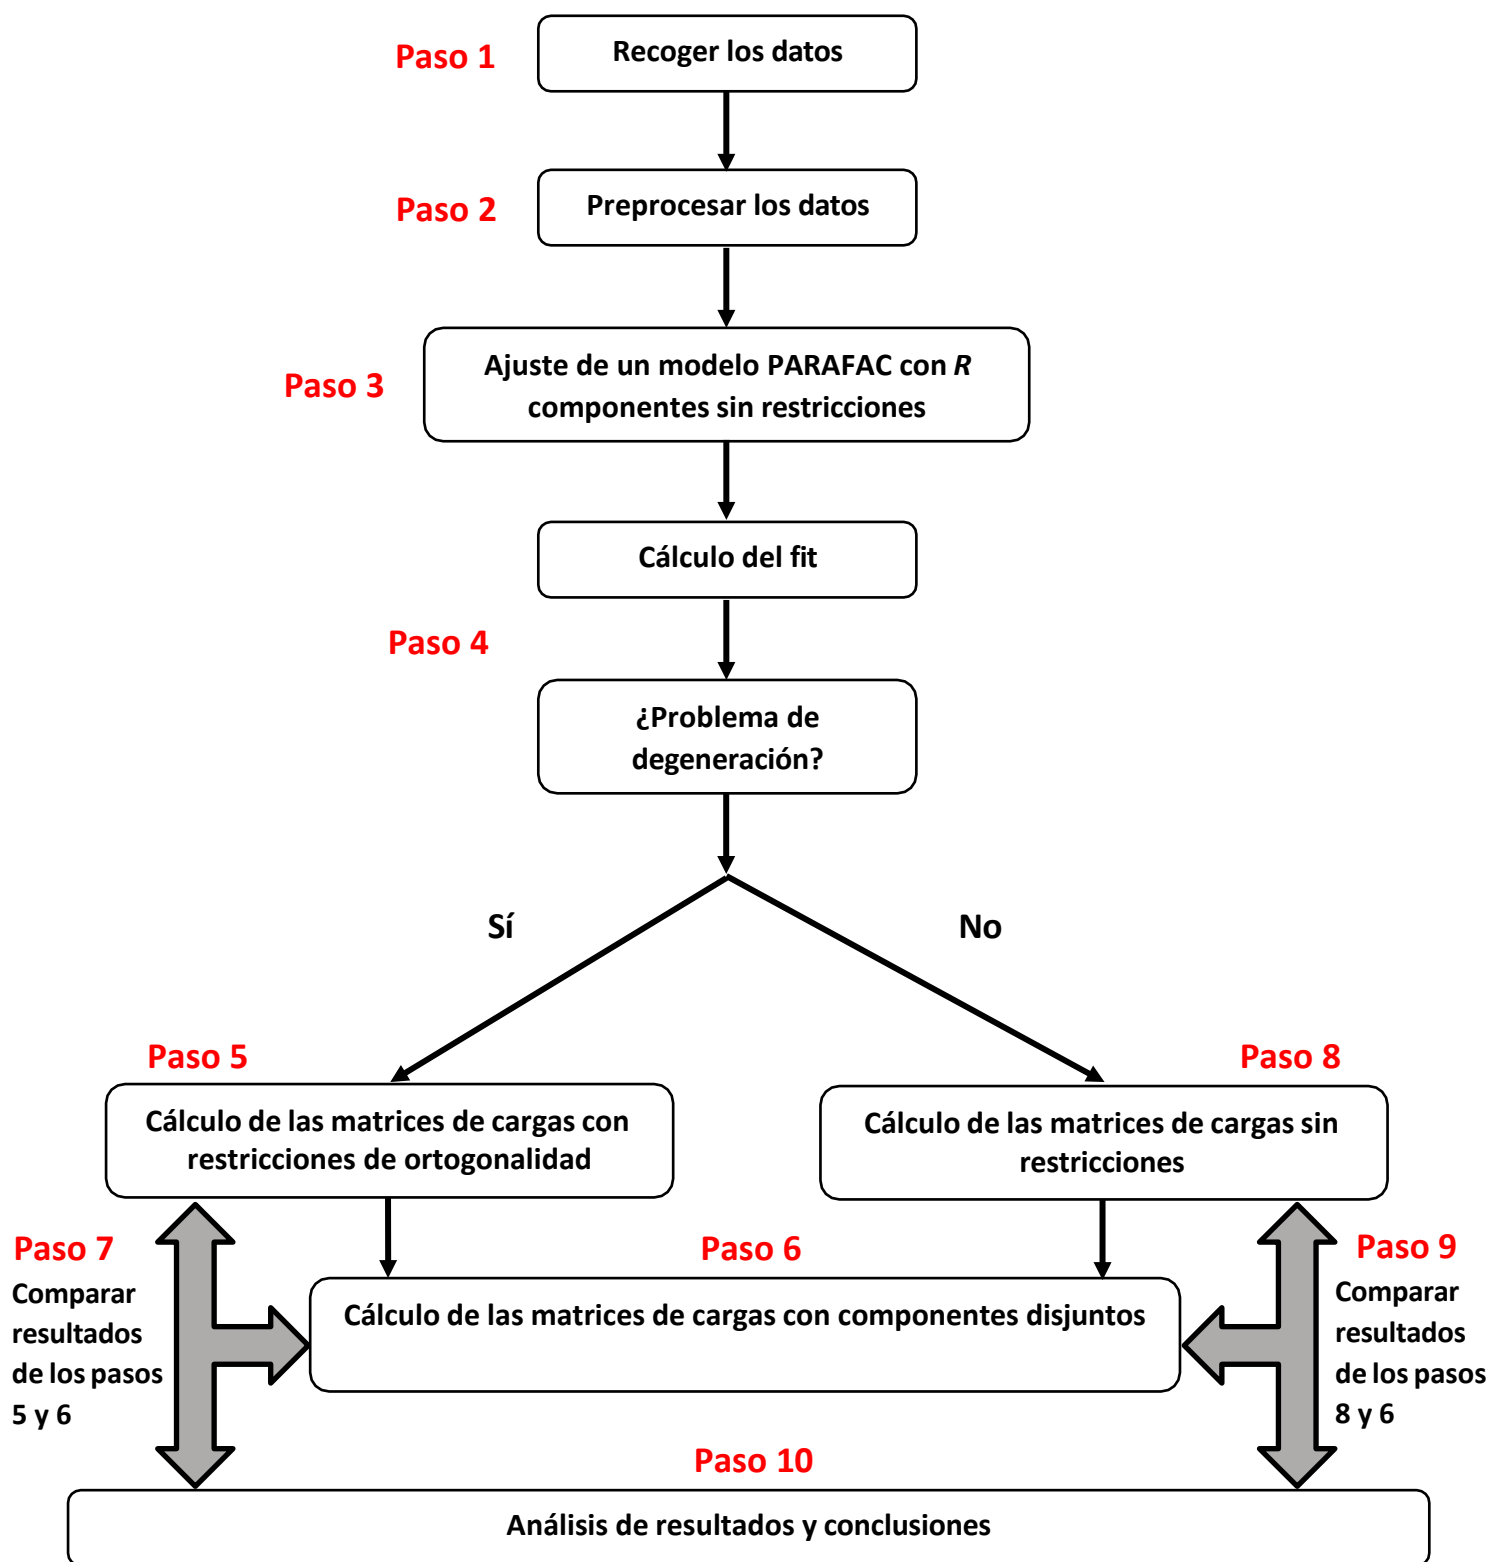 Paso 1
Recoger los datos
Paso 2
Preprocesar los datos
Paso 3
Ajuste de un modelo PARAFAC con R
componentes sin restricciones
Cálculo del fit
Paso 4
¿Problema de
degeneración?
Sí
No
Paso 5
Cálculo de las matrices de cargas con
restricciones de ortogonalidad
Paso 8
Cálculo de las matrices de cargas sin
restricciones
Paso 7
Comparar
resultados
de los pasos
5 y 6
Paso 6
Cálculo de las matrices de cargas con componentes disjuntos
Paso 9
Comparar
resultados
de los pasos
8 y 6
Paso 10
Análisis de resultados y conclusiones